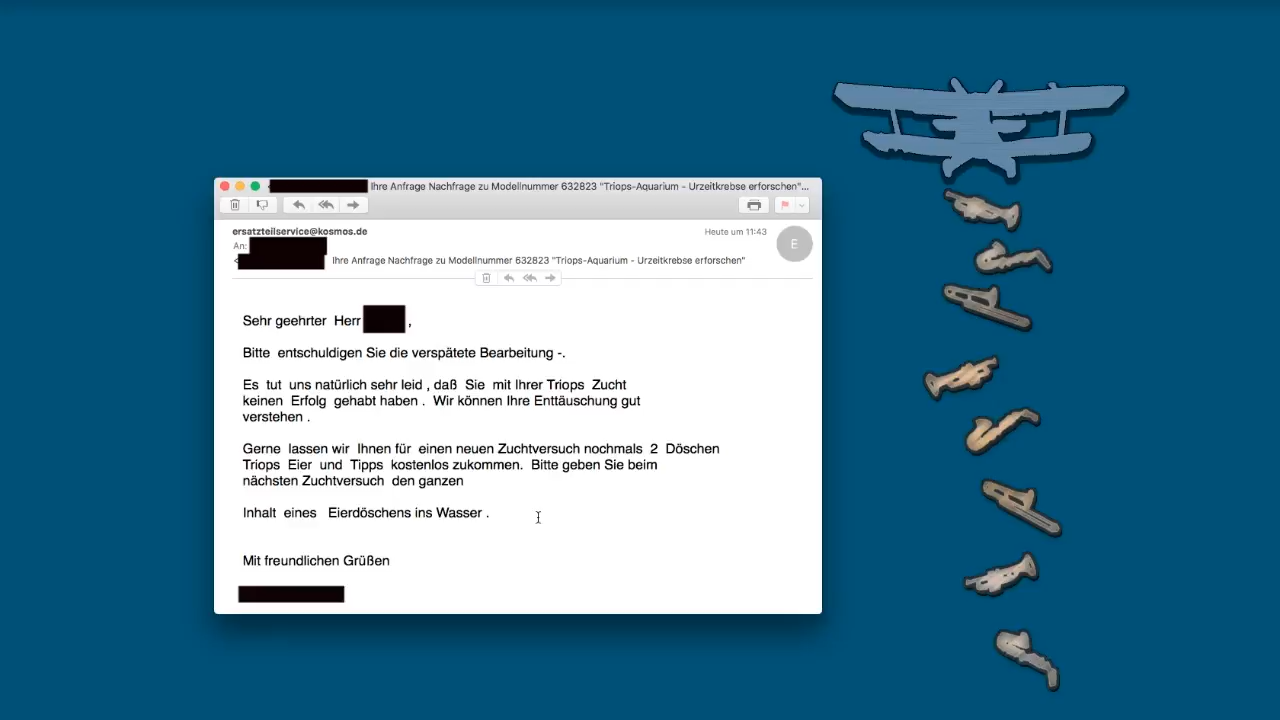 Ihre Anfrage Nachfrage zu Modellnummer 632823 "Triops-Aquarium - Urzeitkrebse erforschen"...
ersatzteilservice@kosmos.de
Heute um 11:43
An:
E
Ihre Anfrage Nachfrage zu Modellnummer 632823 "Triops-Aquarium - Urzeitkrebse erforschen"
Sehr geehrter Herr ,
Bitte entschuldigen Sie die verspätete Bearbeitung -.
Es tut uns natürlich sehr leid , daß Sie mit Ihrer Triops Zucht
keinen Erfolg gehabt haben . Wir können Ihre Enttäuschung gut
verstehen .
Gerne lassen wir Ihnen für einen neuen Zuchtversuch nochmals 2 Döschen
Triops Eier und Tipps kostenlos zukommen. Bitte geben Sie beim
nächsten Zuchtversuch den ganzen
Inhalt eines Eierdöschens ins Wasser .
Mit freundlichen Grüßen